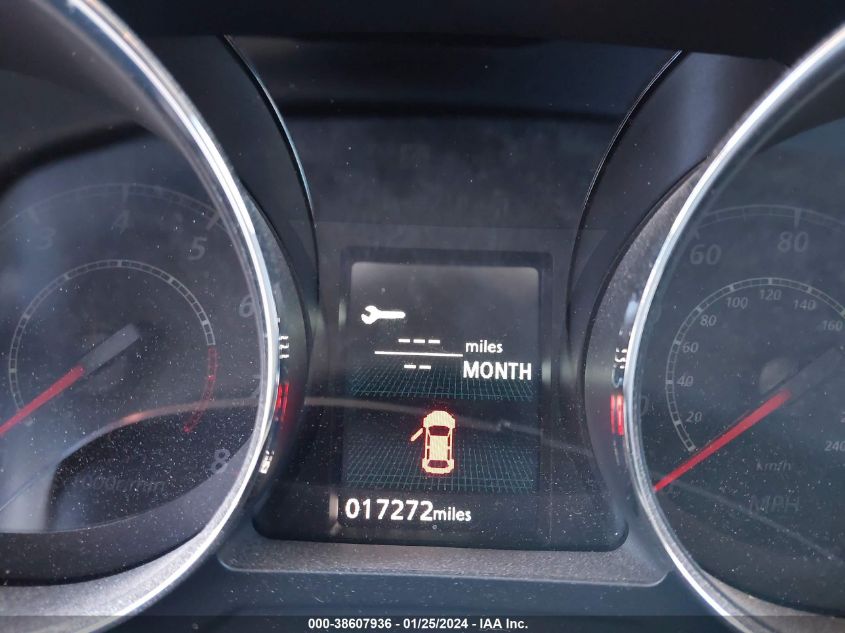 3 4 5 6 8
60 80
20 40 60 80 100 120 140 160 240
km/h
MPH
--- miles
-- MONTH
017272miles
000-38607936 - 01/25/2024 - IAA Inc.